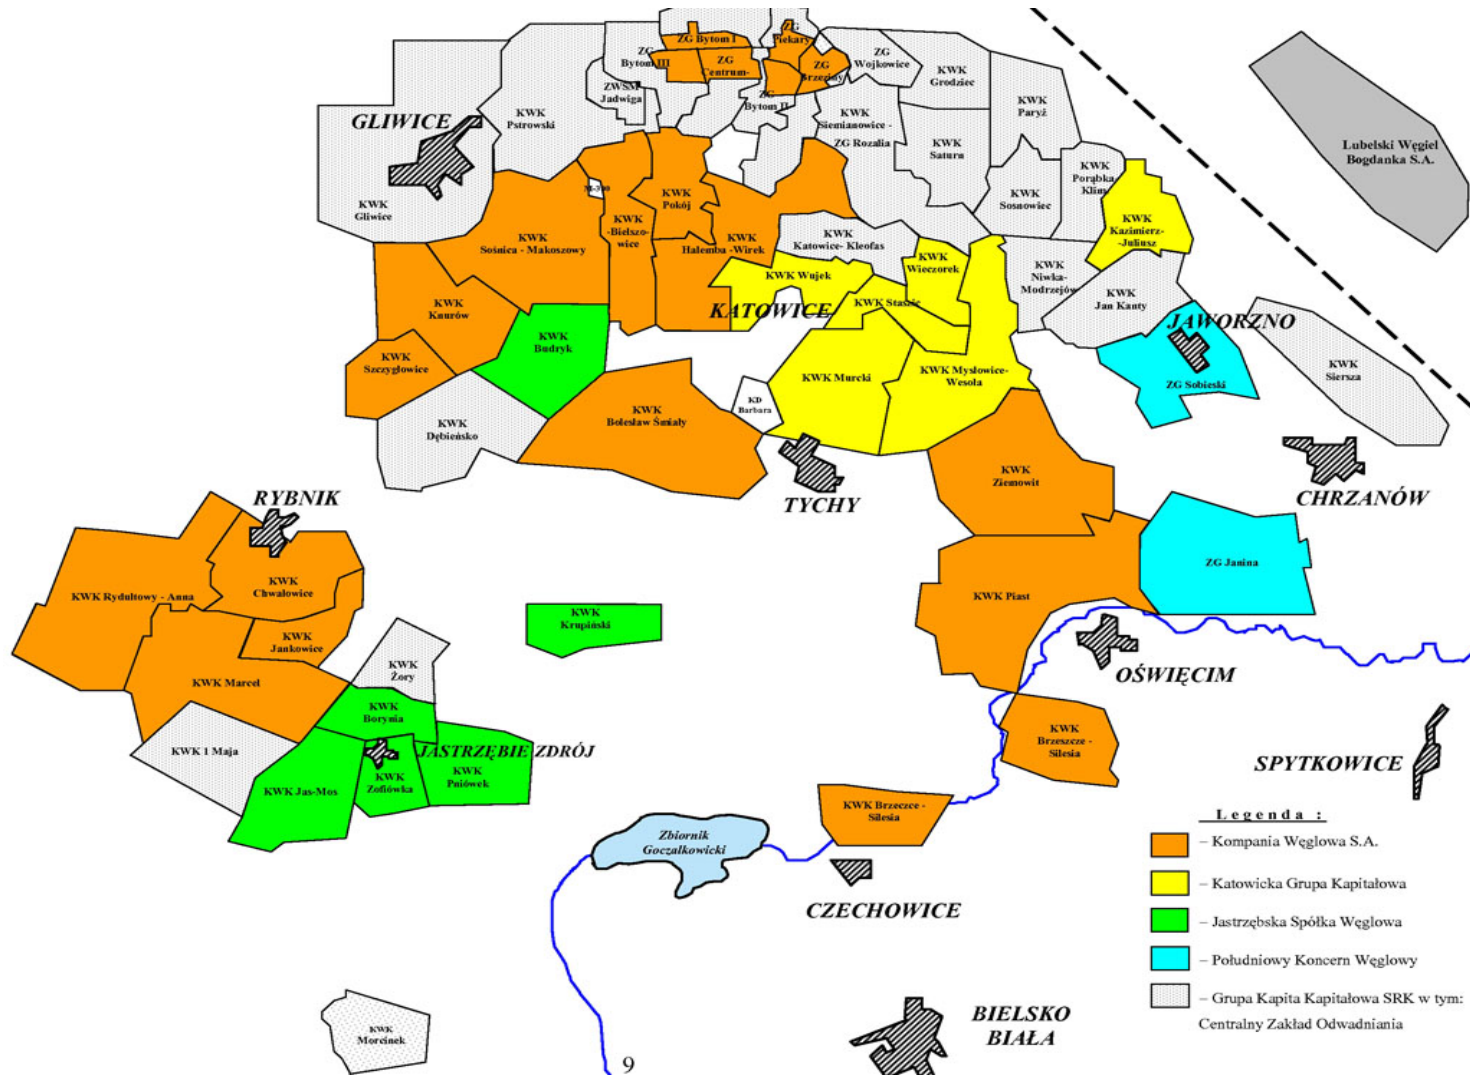 ZG Bytom I
ZG
Piekary
ZG
Bytom III
ZG
Centrum-
ZG
Brzeziny
ZG
Wojkowice
KWK
Grodziec
ZWSM
Jadwiga
ZG
Bytom II
KWK
Paryż
KWK
Siemianowice -
ZG Rozalia
GLIWICE
KWK
Pstrowski
KWK
Saturn
Lubelski Węgiel
Bogdanka S.A.
KWK
Porąbka-
Klim
KWK
Gliwice
KWK
Pokój
KWK
Sosnowiec
KWK
Kazimierz-
-Juliusz
KWK
Sośnica - Makoszowy
KWK
-Bielszo-
wice
KWK
Halemba -Wirek
KWK
Katowice- Kleofas
KWK
Wieczorek
KWK
Niwka-
Modrzejów
KWK Wujek
KWK
Jan Kanty
KWK
Knurów
KATOWICE
KWK Staszic
JAWORZNO
KWK
Budryk
KWK
Szczygłowice
KWK Murcki
KWK Mysłowice-
Wesoła
ZG Sobieski
KWK
Siersza
KD
Barbara
KWK
Dębieńsko
KWK
Bolesław Śmiały
KWK
Ziemowit
RYBNIK
TYCHY
CHRZANÓW
KWK
Chwałowice
KWK Rydułtowy - Anna
KWK Piast
ZG Janina
KWK
Krupiński
KWK
Jankowice
KWK
Żory
OŚWIĘCIM
KWK Marcel
KWK
Borynia
KWK
Brzeszcze -
Silesia
KWK 1 Maja
JASTRZĘBIE ZDRÓJ
SPYTKOWICE
KWK Jas-Mos
KWK
Zofiówka
KWK
Pniówek
KWK Brzeczce -
Silesia
Zbiornik
Goczałkowicki
CZECHOWICE
Legenda :
– Kompania Węglowa S.A.
– Katowicka Grupa Kapitałowa
– Jastrzębska Spółka Węglowa
– Południowy Koncern Węglowy
– Grupa Kapita Kapitałowa SRK w tym:
Centralny Zakład Odwadniania
KWK
Morcinek
BIELSKO
BIAŁA
9